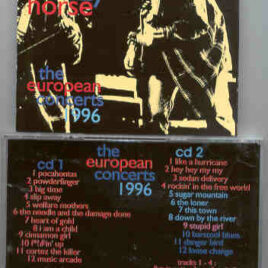 horse
the
european
concerts
1996
the
european
concerts
1996
cd 1
1 pocahontas
2 powderfinger
3 big time
4 slip away
5 welfare mothers
6 the needle and the damage done
7 heart of gold
8 i am a child
9 cinnamon girl
10 f*!#in' up
11 cortez the killer
12 music arcade
cd 2
1 like a hurricane
2 hey hey my my
3 sedan delivery
4 rockin' in the free world
5 sugar mountain
6 the loner
7 this town
8 down by the river
9 stupid girl
10 barstool blues
11 danger bird
12 loose change
tracks 1 - 4 :